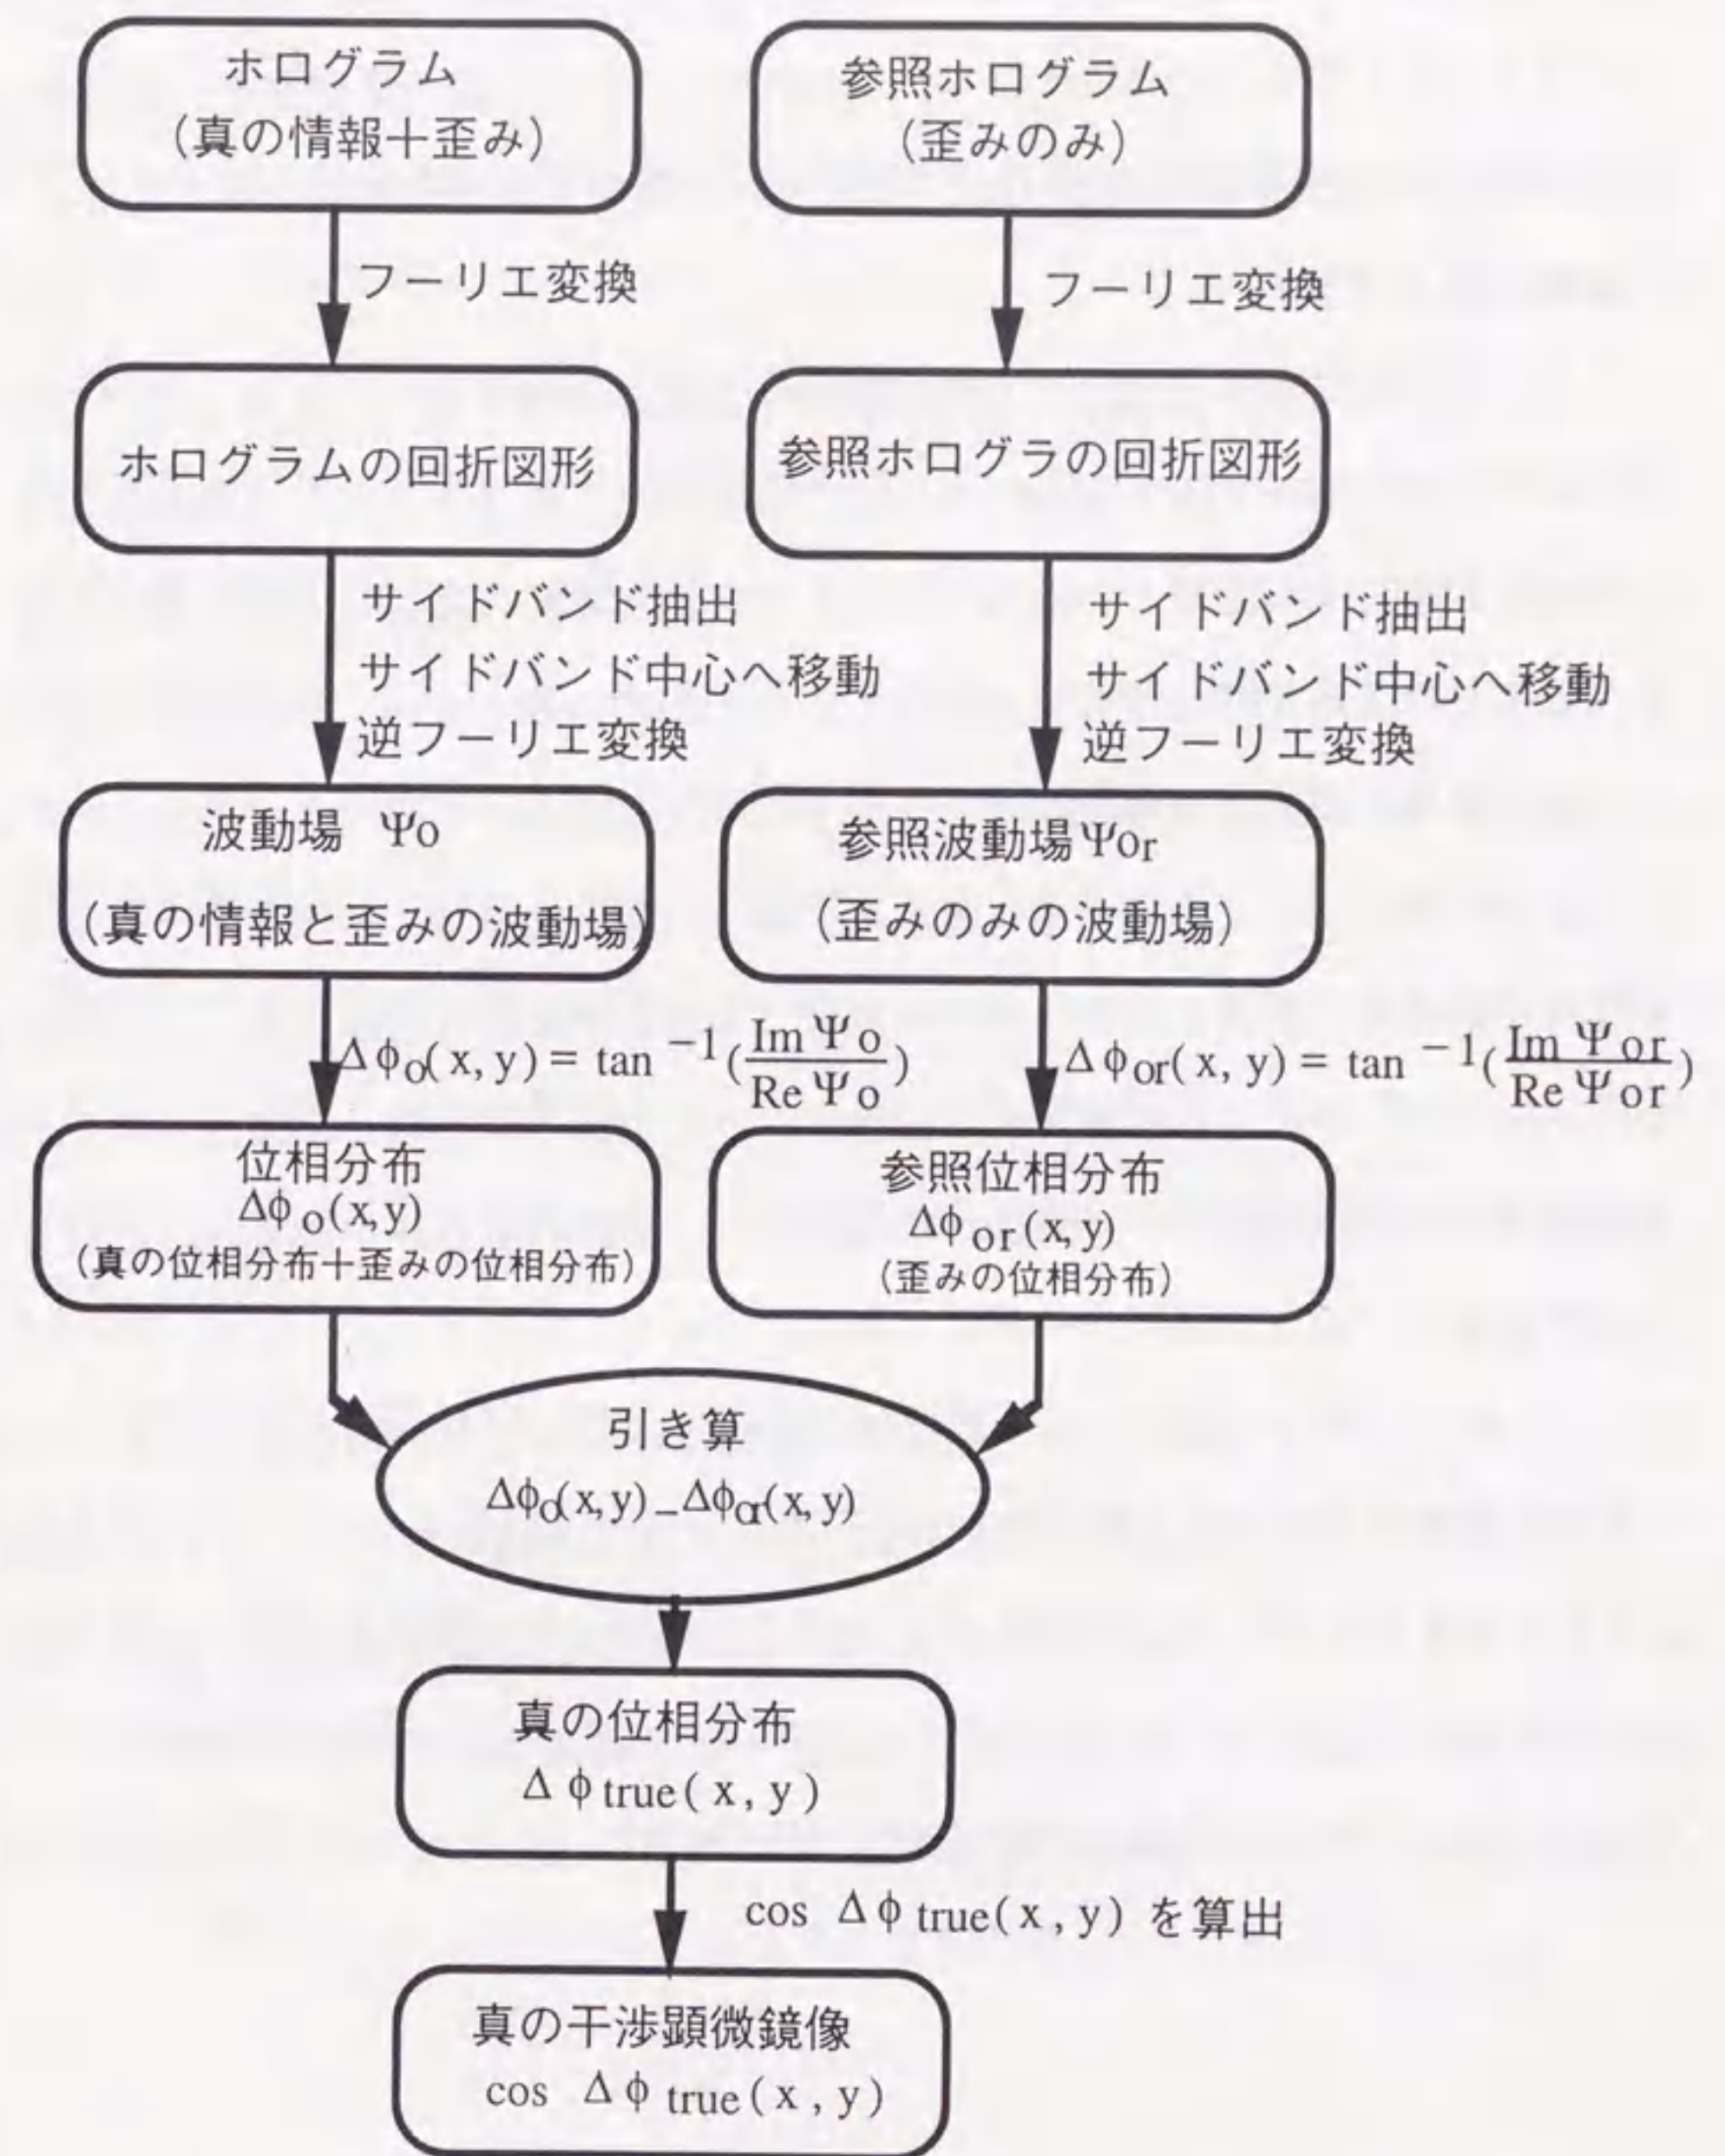 ホログラム
（真の情報＋歪み）
参照ホログラム
（歪みのみ）
フーリエ変換
フーリエ変換
ホログラムの回折図形
参照ホログラの回折図形
サイドバンド抽出
サイドバンド中心へ移動
逆フーリエ変換
サイドバンド抽出
サイドバンド中心へ移動
逆フーリエ変換
波動場 Ψo
（真の情報と歪みの波動場）
参照波動場Ψor
（歪みのみの波動場）
Δφo(x, y) = tan⁻¹(Im Ψo / Re Ψo)
Δφor(x, y) = tan⁻¹(Im Ψor / Re Ψor)
位相分布
Δφo(x,y)
（真の位相分布＋歪みの位相分布）
参照位相分布
Δφor(x,y)
（歪みの位相分布）
引き算
Δφo(x,y)−Δφor(x,y)
真の位相分布
Δφtrue(x, y)
cos Δφtrue(x, y) を算出
真の干渉顕微鏡像
cos Δφtrue(x, y)